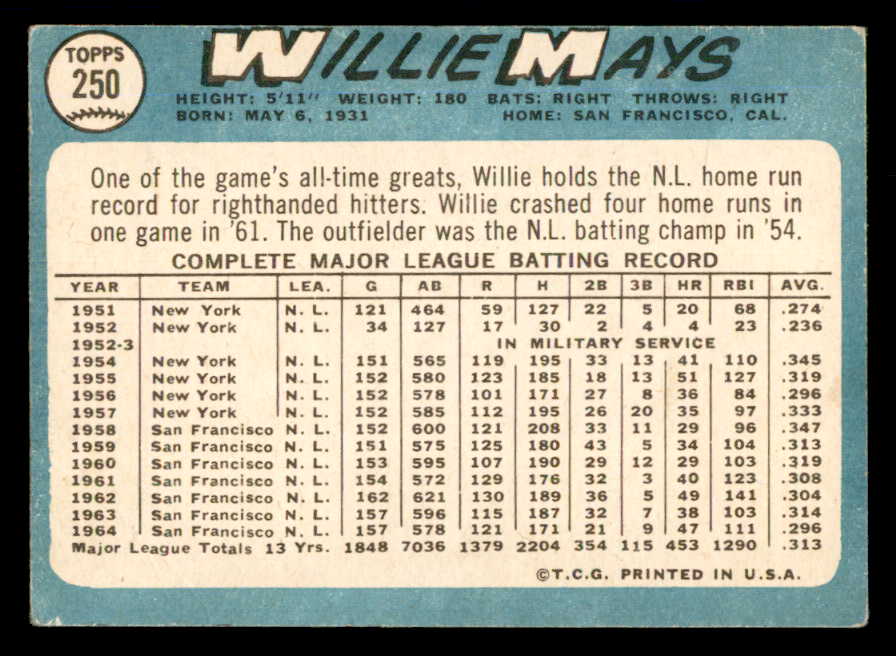 TOPPS
250
WILLIE MAYS
HEIGHT: 5'11" WEIGHT: 180 BATS: RIGHT THROWS: RIGHT
BORN: MAY 6, 1931 HOME: SAN FRANCISCO, CAL.
One of the game's all-time greats, Willie holds the N.L. home run
record for righthanded hitters. Willie crashed four home runs in
one game in '61. The outfielder was the N.L. batting champ in '54.
COMPLETE MAJOR LEAGUE BATTING RECORD
YEAR TEAM LEA. G AB R H 2B 3B HR RBI AVG.
1951 New York N. L. 121 464 59 127 22 5 20 68 .274
1952 New York N. L. 34 127 17 30 2 4 4 23 .236
1952-3 IN MILITARY SERVICE
1954 New York N. L. 151 565 119 195 33 13 41 110 .345
1955 New York N. L. 152 580 123 185 18 13 51 127 .319
1956 New York N. L. 152 578 101 171 27 8 36 84 .296
1957 New York N. L. 152 585 112 195 26 20 35 97 .333
1958 San Francisco N. L. 152 600 121 208 33 11 29 96 .347
1959 San Francisco N. L. 151 575 125 180 43 5 34 104 .313
1960 San Francisco N. L. 153 595 107 190 29 12 29 103 .319
1961 San Francisco N. L. 154 572 129 176 32 3 40 123 .308
1962 San Francisco N. L. 162 621 130 189 36 5 49 141 .304
1963 San Francisco N. L. 157 596 115 187 32 7 38 103 .314
1964 San Francisco N. L. 157 578 121 171 21 9 47 111 .296
Major League Totals 13 Yrs. 1848 7036 1379 2204 354 115 453 1290 .313
©T.C.G. PRINTED IN U.S.A.